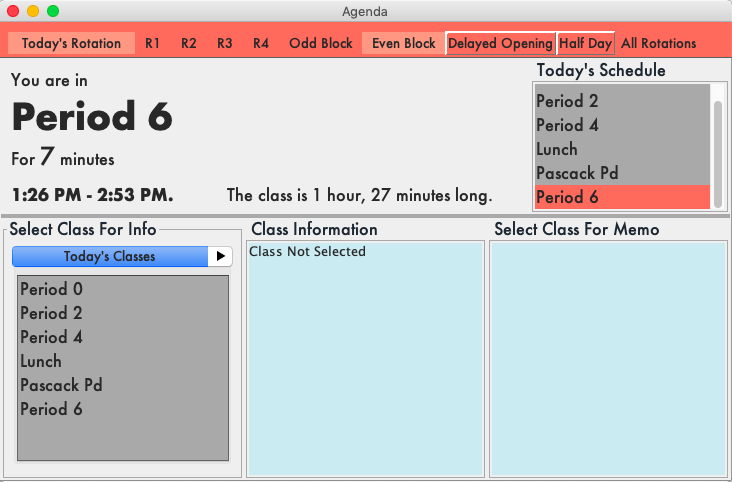 Agenda
Today's Rotation R1 R2 R3 R4 Odd Block Even Block Delayed Opening Half Day All Rotations
You are in
Period 6
For 7 minutes
1:26 PM - 2:53 PM. The class is 1 hour, 27 minutes long.
Today's Schedule
Period 2
Period 4
Lunch
Pascack Pd
Period 6
Select Class For Info
Today's Classes
Period 0
Period 2
Period 4
Lunch
Pascack Pd
Period 6
Class Information
Class Not Selected
Select Class For Memo